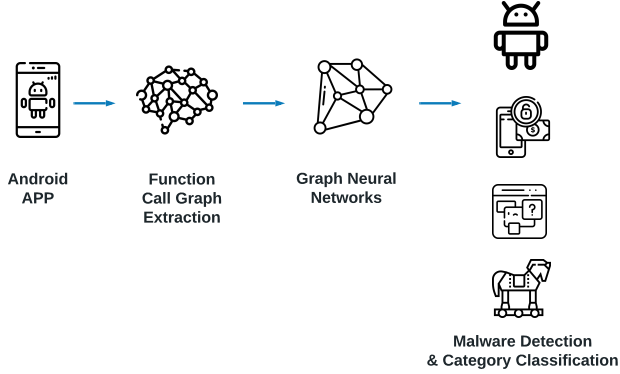 Android
APP
Function
Call Graph
Extraction
Graph Neural
Networks
$
?
Malware Detection
& Category Classification